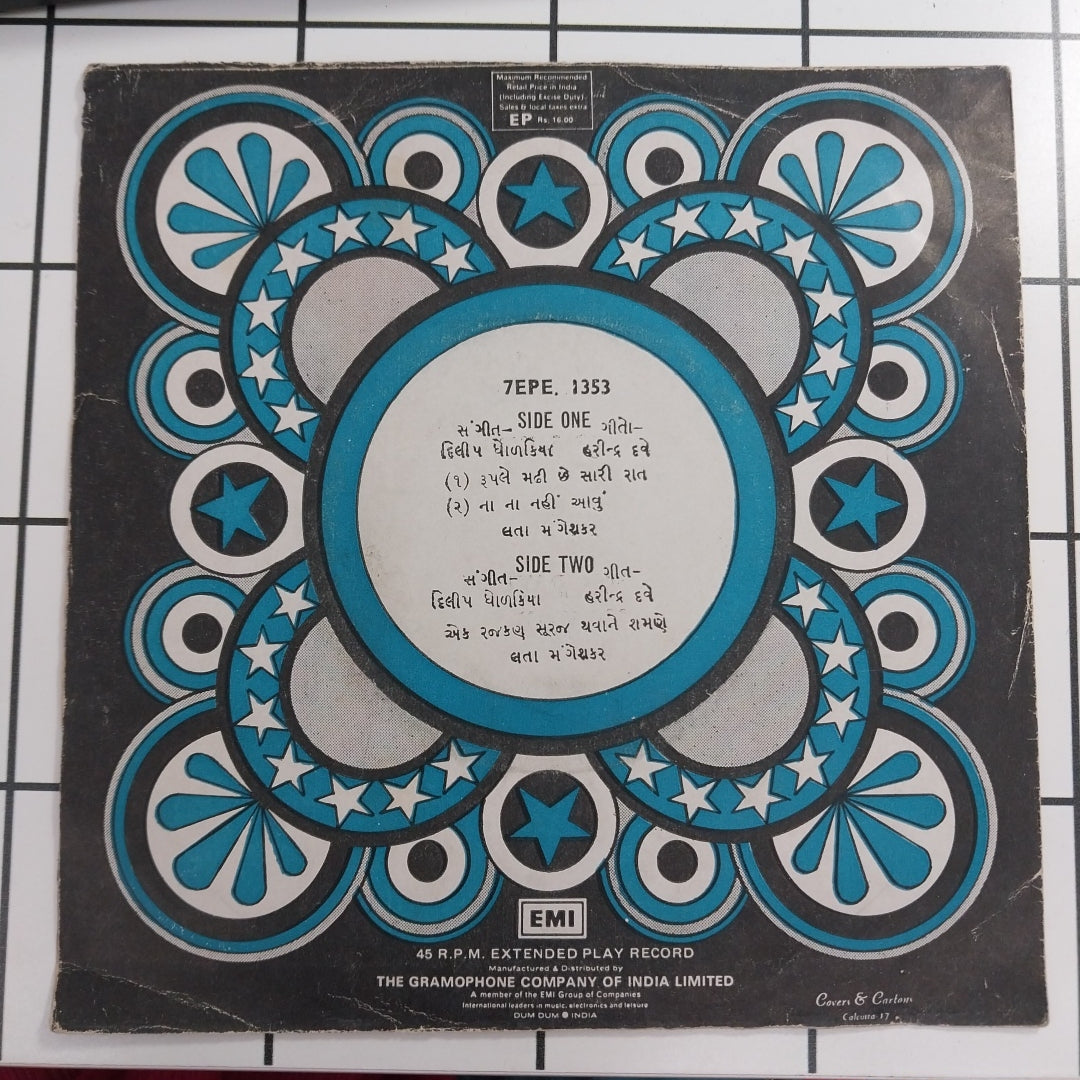 Maximum Recommended
Retail Price in India
(Including Excise Duty).
Sales & local taxes extra
EP Rs. 16.00
7EPE. 1353
SIDE ONE
સંગીત- ગીતો-
દિલીપ ધોળકિયા હરીન્દ્ર દવે
(૧) રૂપલે મઢી છે સારી રાત
(૨) ના ના નહીં આવું
લતા મંગેશકર
SIDE TWO
સંગીત- ગીત-
દિલીપ ધોળકિયા હરીન્દ્ર દવે
એક રજકણ સૂરજ થવાને શમણે
લતા મંગેશકર
EMI
45 R.P.M. EXTENDED PLAY RECORD
Manufactured & Distributed by
THE GRAMOPHONE COMPANY OF INDIA LIMITED
A member of the EMI Group of Companies
International leaders in music, electronics and leisure
DUM DUM ● INDIA
Covers & Cartons
Calcutta-17.